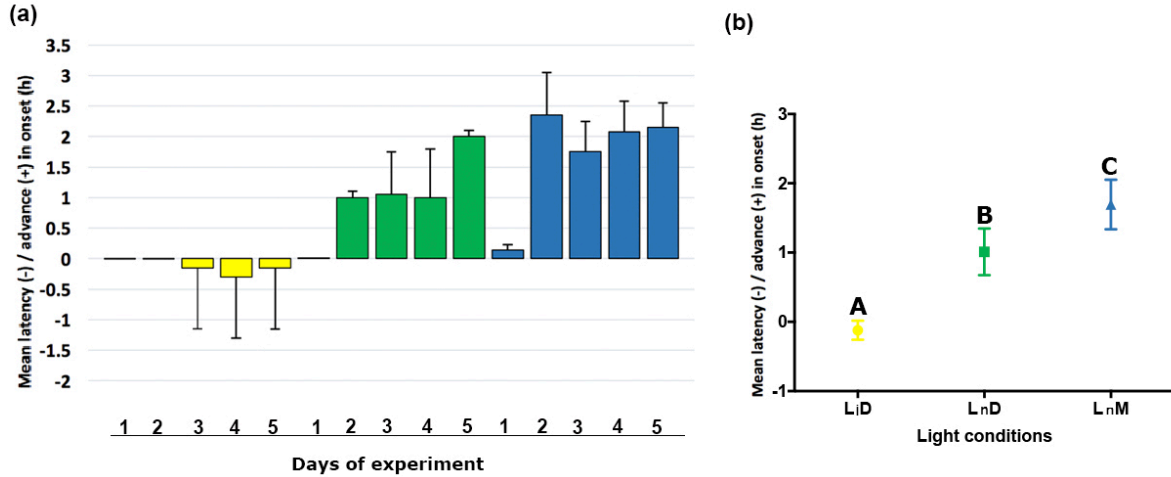 (a)
Mean latency (-) / advance (+) in onset (h)
3.5
3
2.5
2
1.5
1
0.5
0
-0.5
-1
-1.5
-2
1 2 3 4 5 1 2 3 4 5 1 2 3 4 5
Days of experiment
(b)
Mean latency (-) / advance (+) in onset (h)
3
2
1
0
-1
A
B
C
LiD LnD LnM
Light conditions